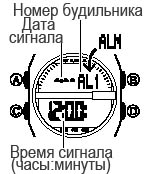 Номер будильника
Дата
сигнала
ALM
A
B
AL1
C
D
12:00
Время сигнала
(часы:минуты)